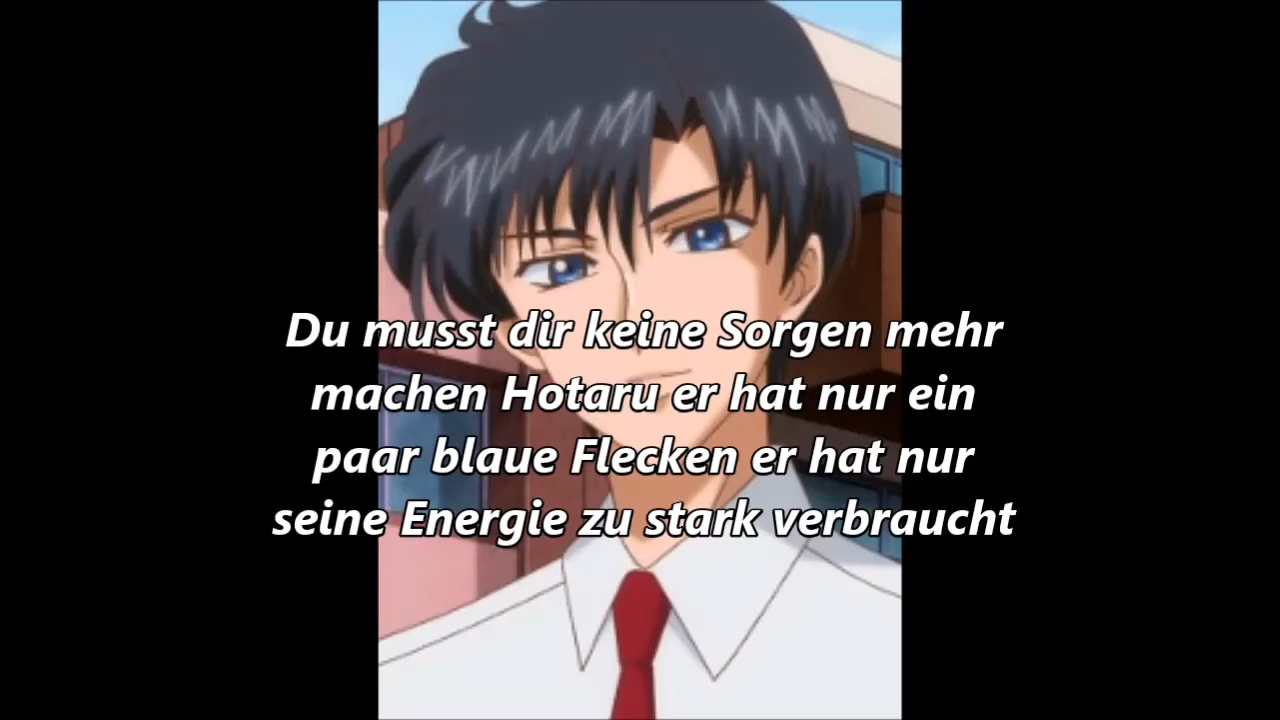 Du musst dir keine Sorgen mehr
machen Hotaru er hat nur ein
paar blaue Flecken er hat nur
seine Energie zu stark verbraucht